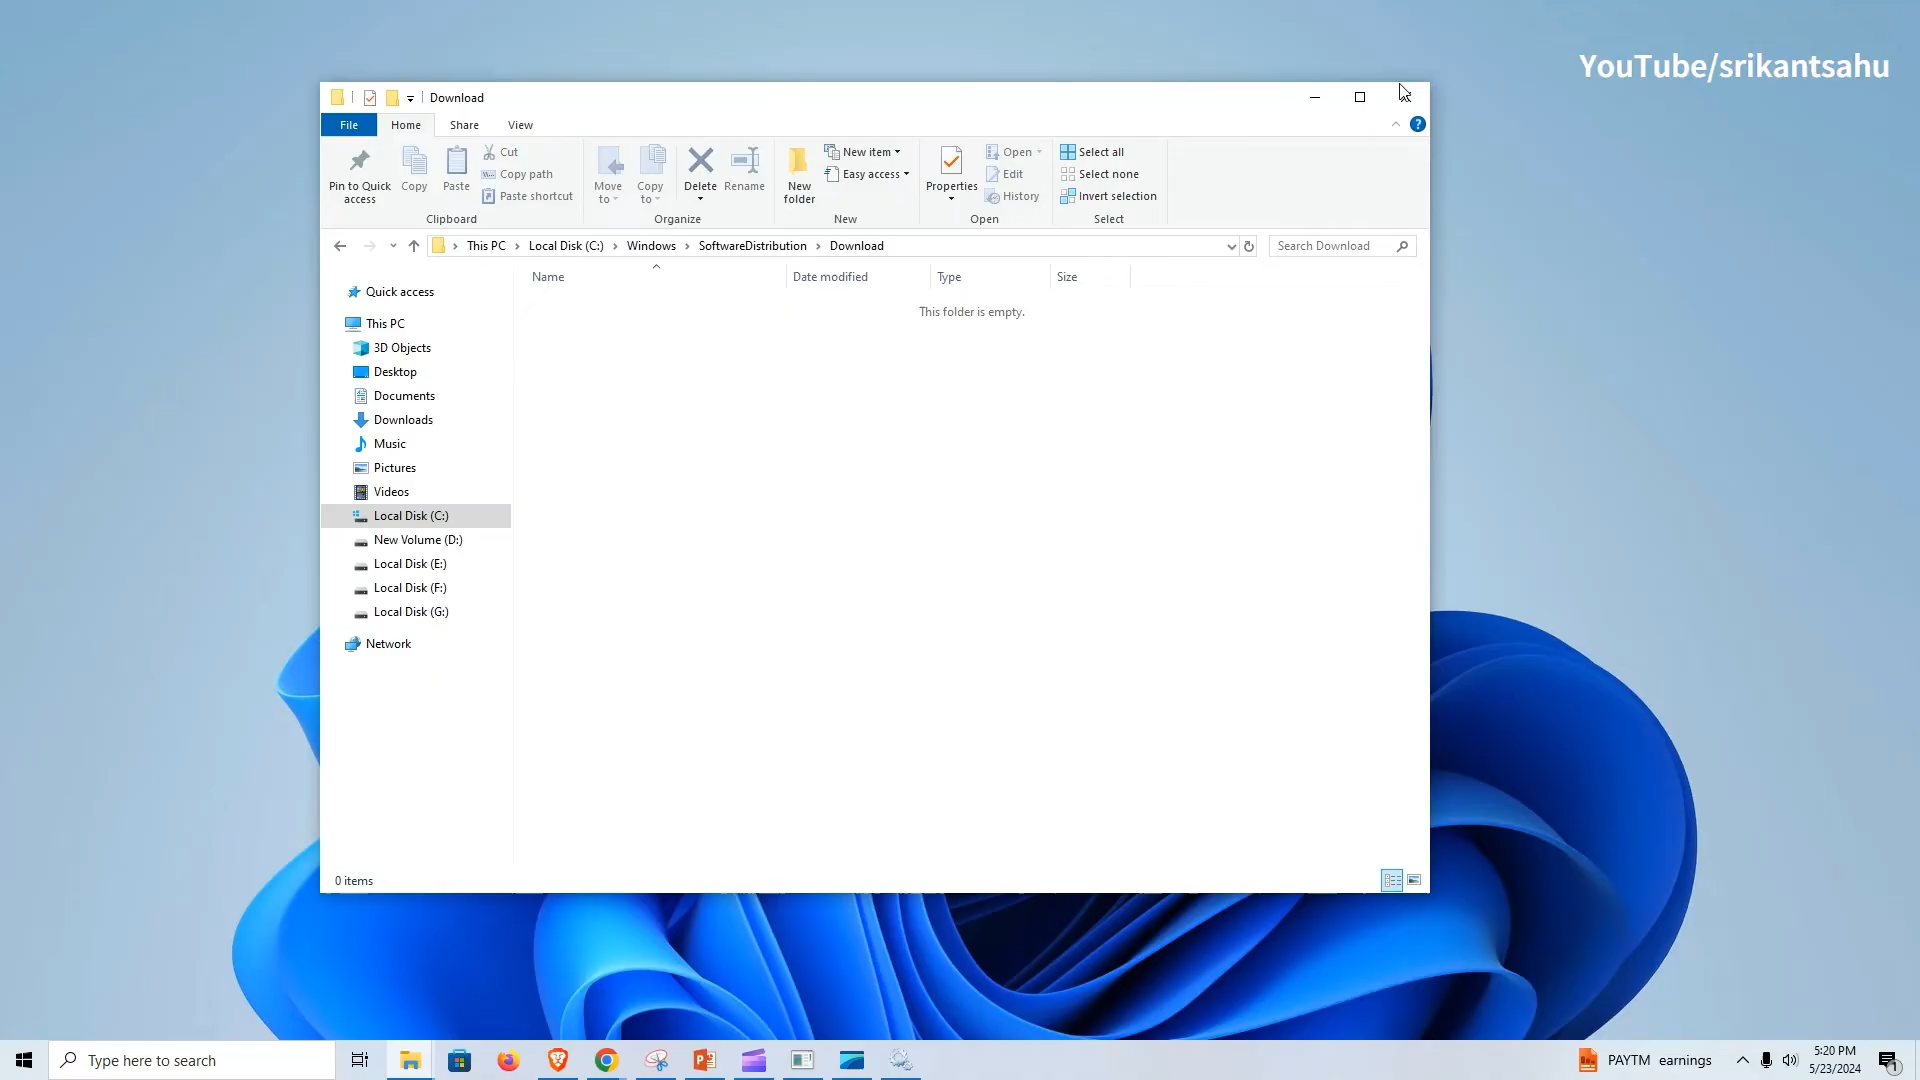 YouTube/srikantsahu
Download
File
Home
Share
View
Pin to Quick
access
Copy
Paste
Cut
Copy path
Paste shortcut
Clipboard
Move
to
Copy
to
Delete
Rename
Organize
New
folder
New item
Easy access
New
Properties
Open
Edit
History
Open
Select all
Select none
Invert selection
Select
This PC
Local Disk (C:)
Windows
SoftwareDistribution
Download
Search Download
Name
Date modified
Type
Size
This folder is empty.
Quick access
This PC
3D Objects
Desktop
Documents
Downloads
Music
Pictures
Videos
Local Disk (C:)
New Volume (D:)
Local Disk (E:)
Local Disk (F:)
Local Disk (G:)
Network
0 items
Type here to search
PAYTM earnings
5:20 PM
5/23/2024
1